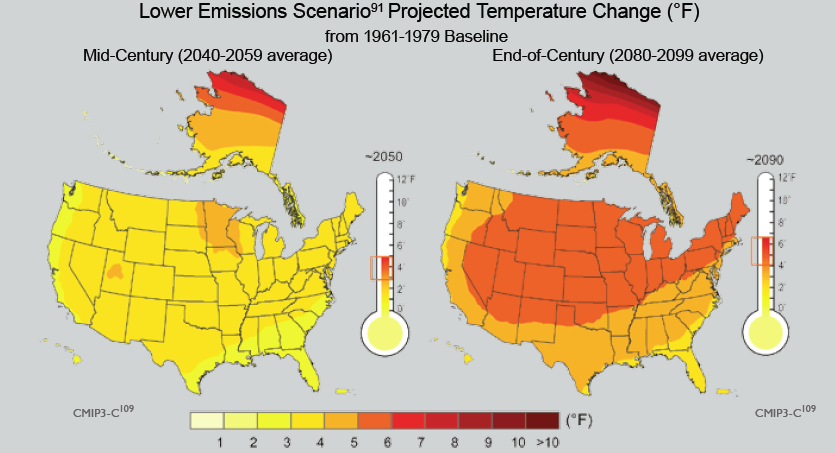 Lower Emissions Scenario91 Projected Temperature Change (°F)
from 1961-1979 Baseline
Mid-Century (2040-2059 average)
End-of-Century (2080-2099 average)
~2050
12°F
10°
8°
6°
4°
2°
0°
~2090
12°F
10°
8°
6°
4°
2°
0°
CMIP3-C109
CMIP3-C109
(°F)
1 2 3 4 5 6 7 8 9 10 >10